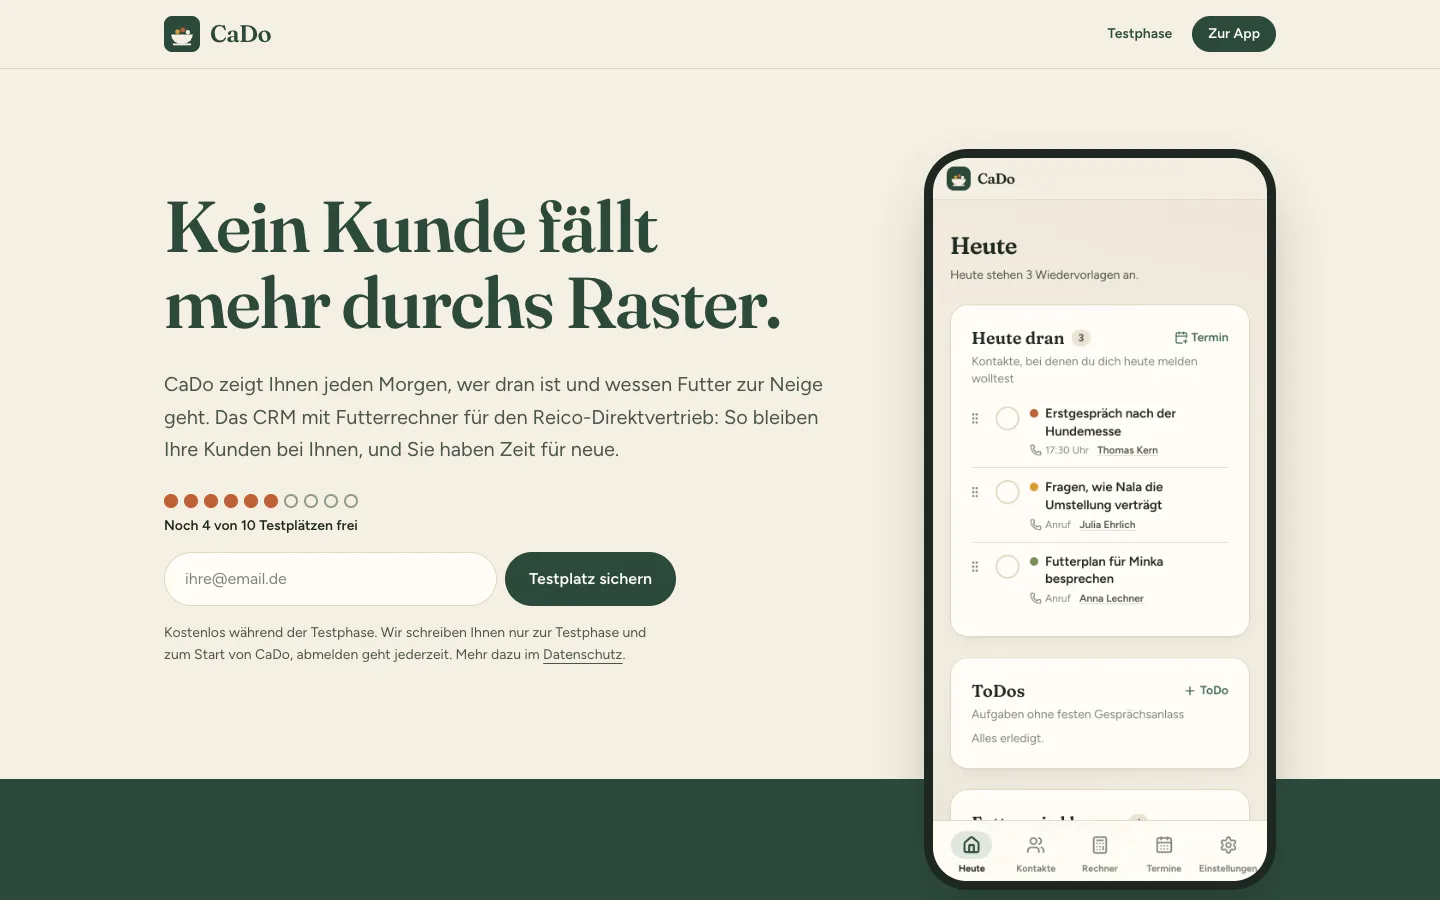 CaDo
Testphase
Zur App
Kein Kunde fällt
mehr durchs Raster.
CaDo zeigt Ihnen jeden Morgen, wer dran ist und wessen Futter zur Neige
geht. Das CRM mit Futterrechner für den Reico-Direktvertrieb: So bleiben
Ihre Kunden bei Ihnen, und Sie haben Zeit für neue.
Noch 4 von 10 Testplätzen frei
ihre@email.de
Testplatz sichern
Kostenlos während der Testphase. Wir schreiben Ihnen nur zur Testphase und
zum Start von CaDo, abmelden geht jederzeit. Mehr dazu im Datenschutz.
CaDo
Heute
Heute stehen 3 Wiedervorlagen an.
Heute dran 3
Termin
Kontakte, bei denen du dich heute melden
wolltest
Erstgespräch nach der
Hundemesse
17:30 Uhr Thomas Kern
Fragen, wie Nala die
Umstellung verträgt
Anruf Julia Ehrlich
Futterplan für Minka
besprechen
Anruf Anna Lechner
ToDos
+ ToDo
Aufgaben ohne festen Gesprächsanlass
Alles erledigt.
Heute
Kontakte
Rechner
Termine
Einstellungen